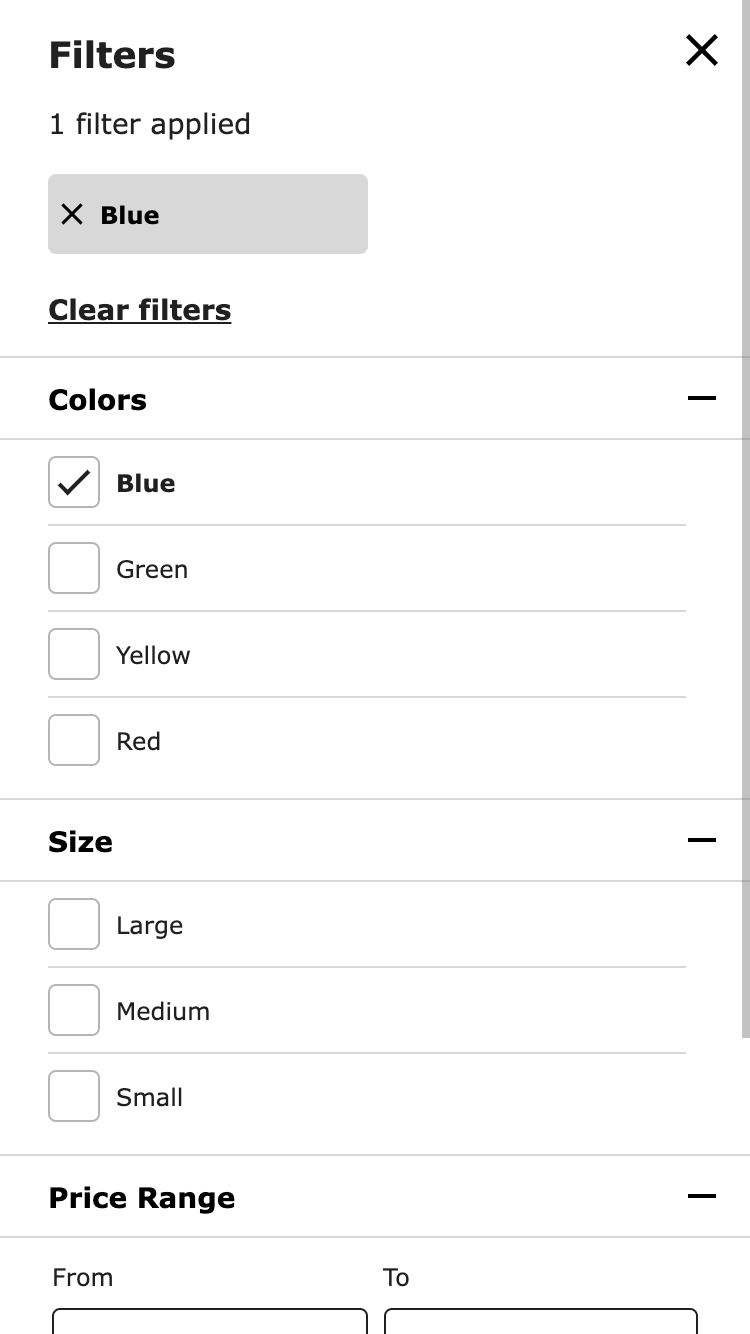 Filters
1 filter applied
Blue
Clear filters
Colors
Blue
Green
Yellow
Red
Size
Large
Medium
Small
Price Range
From To